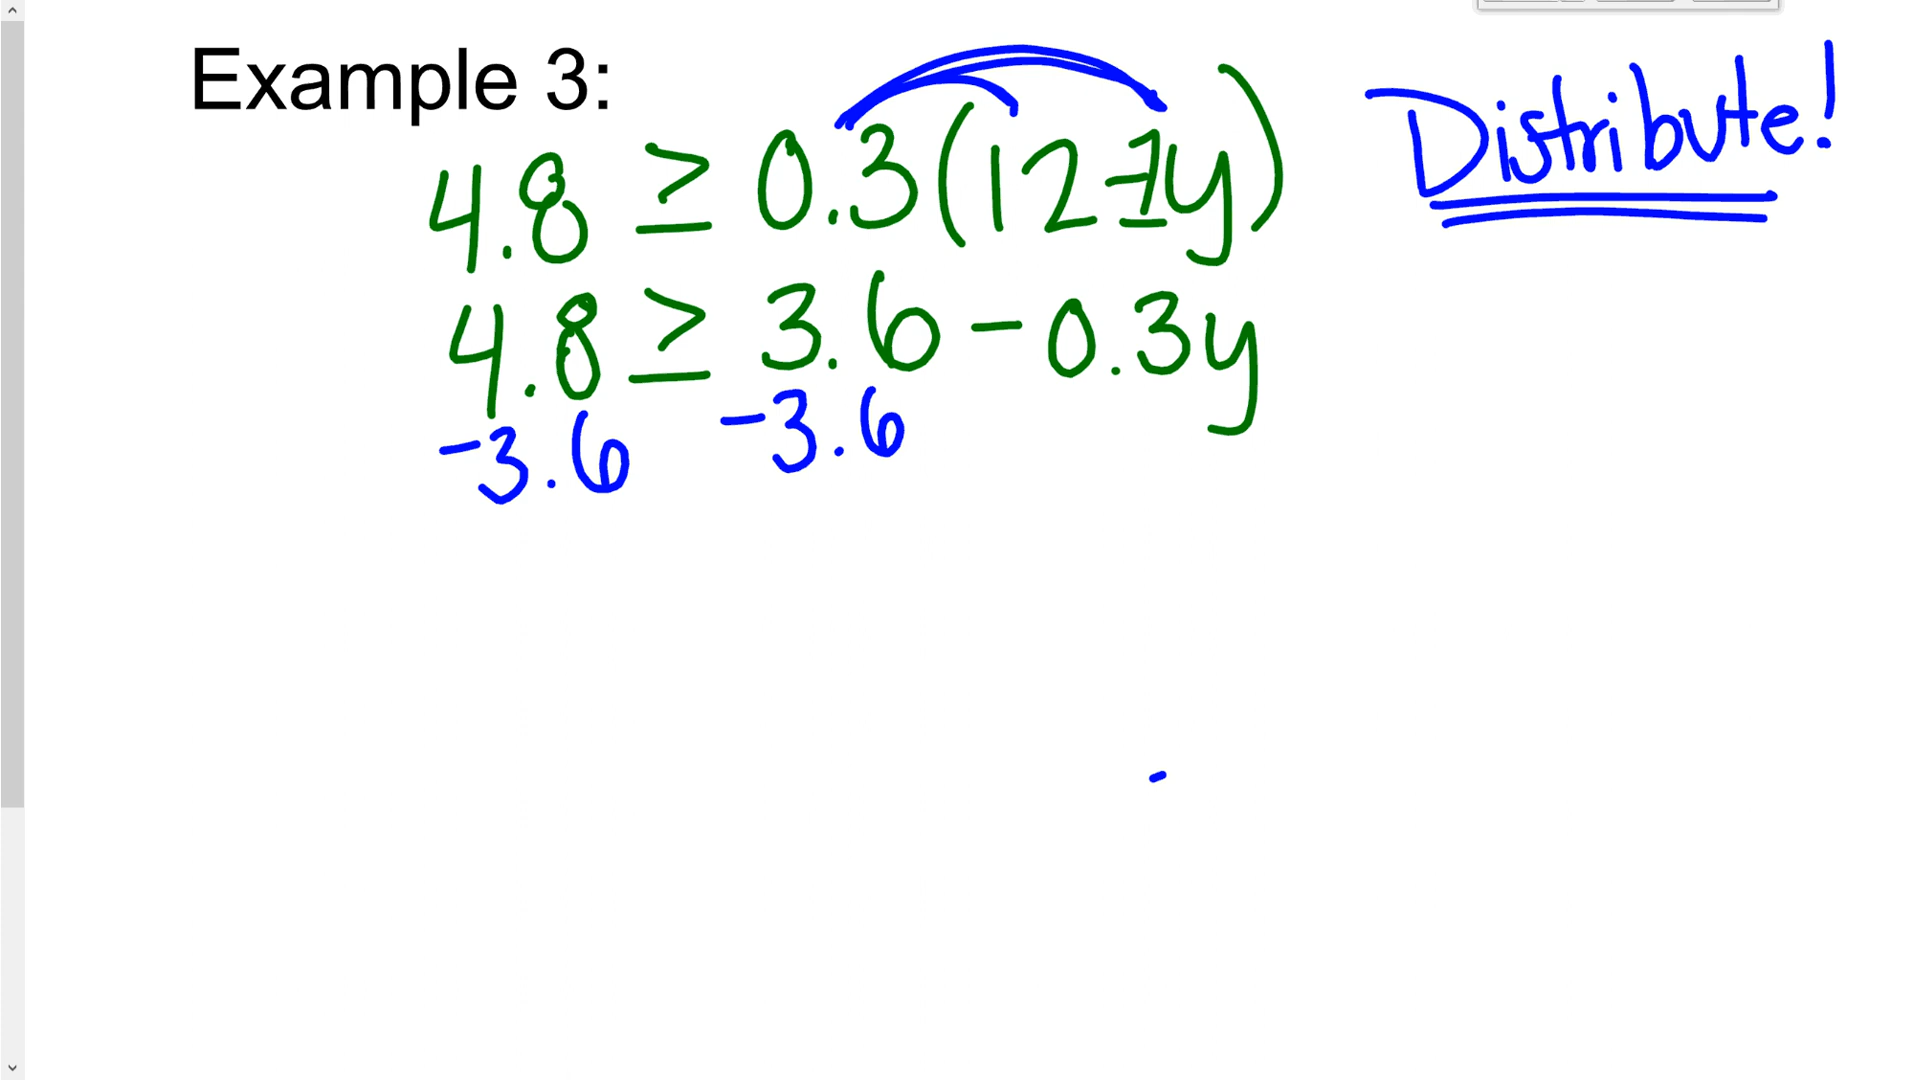 Example 3:
Distribute!
4.8 ≥ 0.3(12-1y)
4.8 ≥ 3.6 - 0.3y
-3.6 -3.6